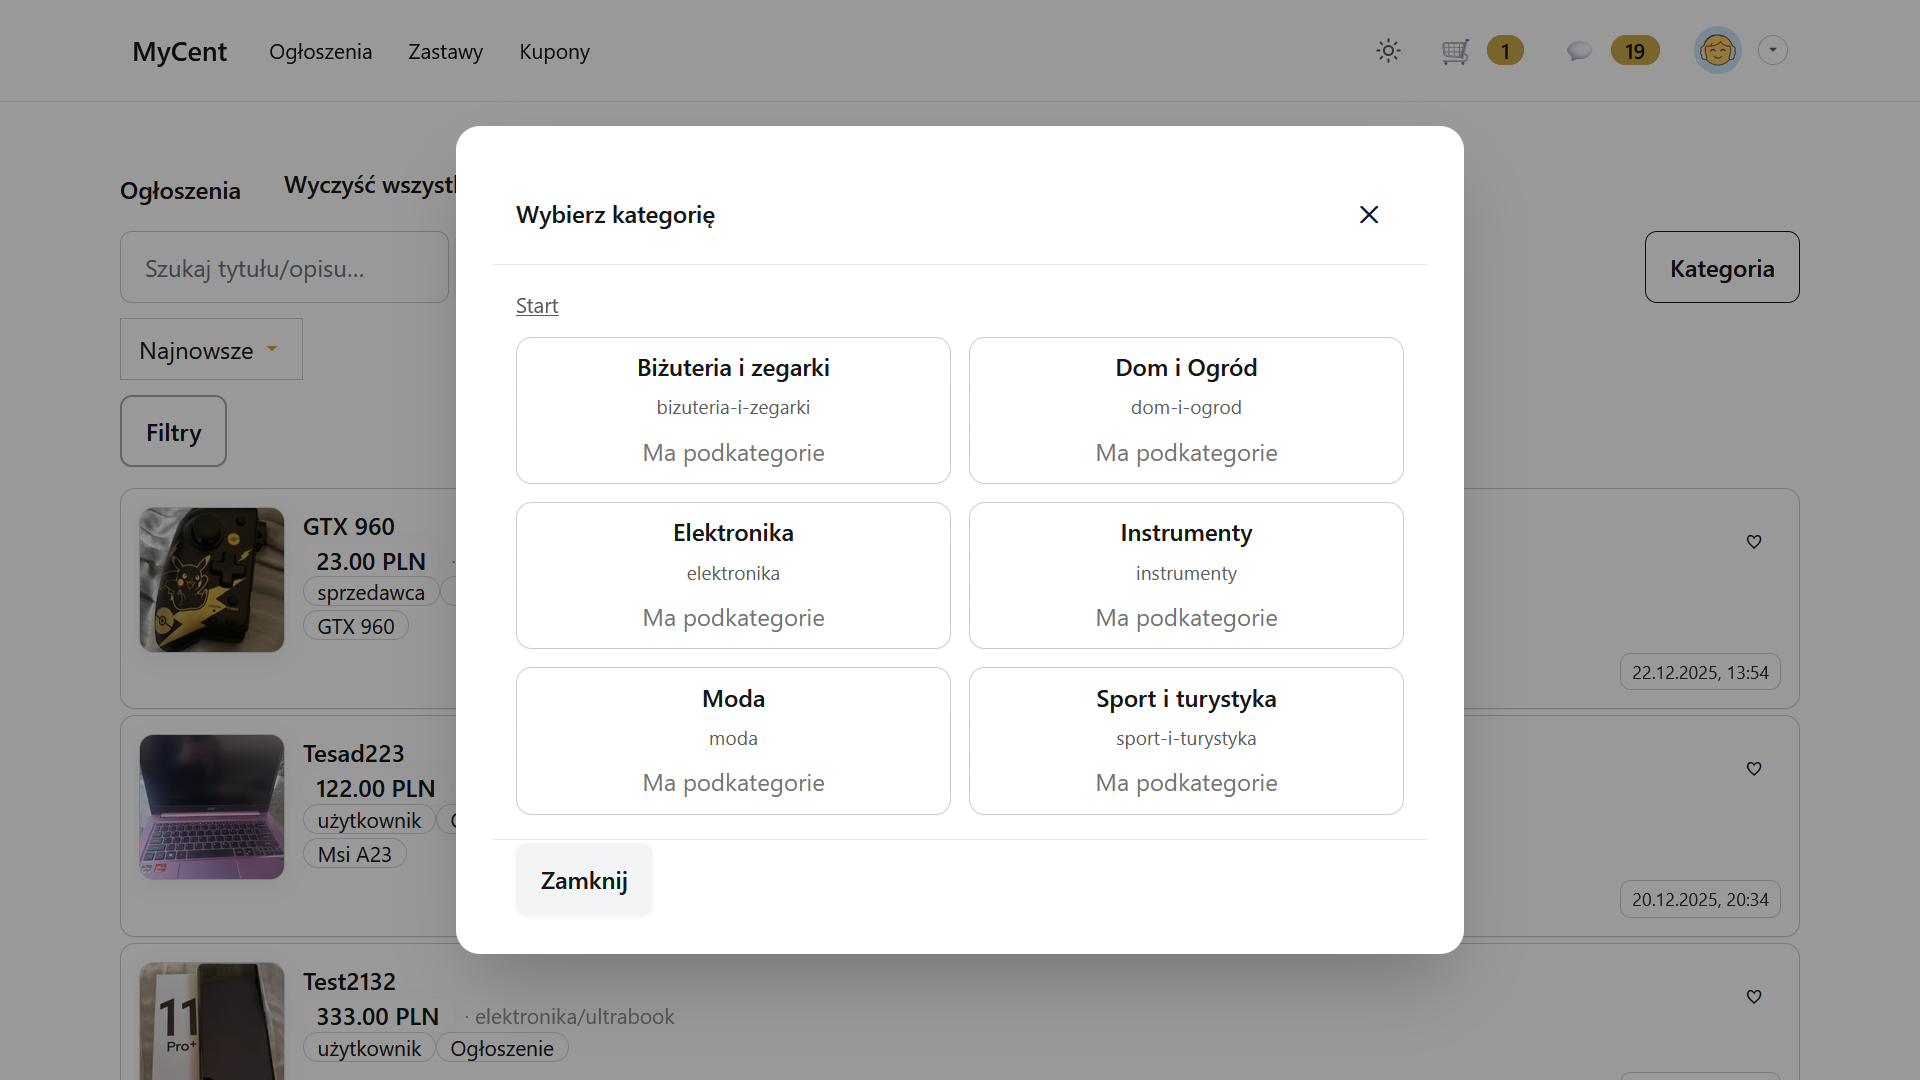 MyCent Ogłoszenia Zastawy Kupony 1 19
Ogłoszenia Wyczyść
Szukaj tytułu/opisu...
Kategoria
Najnowsze
Filtry
Wybierz kategorię
Start
Biżuteria i zegarki
bizuteria-i-zegarki
Ma podkategorie
Dom i Ogród
dom-i-ogrod
Ma podkategorie
Elektronika
elektronika
Ma podkategorie
Instrumenty
instrumenty
Ma podkategorie
Moda
moda
Ma podkategorie
Sport i turystyka
sport-i-turystyka
Ma podkategorie
Zamknij
GTX 960
23.00 PLN ·
sprzedawca
GTX 960
22.12.2025, 13:54
Tesad223
122.00 PLN
użytkownik
Msi A23
20.12.2025, 20:34
11
Pro+
Test2132
333.00 PLN · elektronika/ultrabook
użytkownik Ogłoszenie